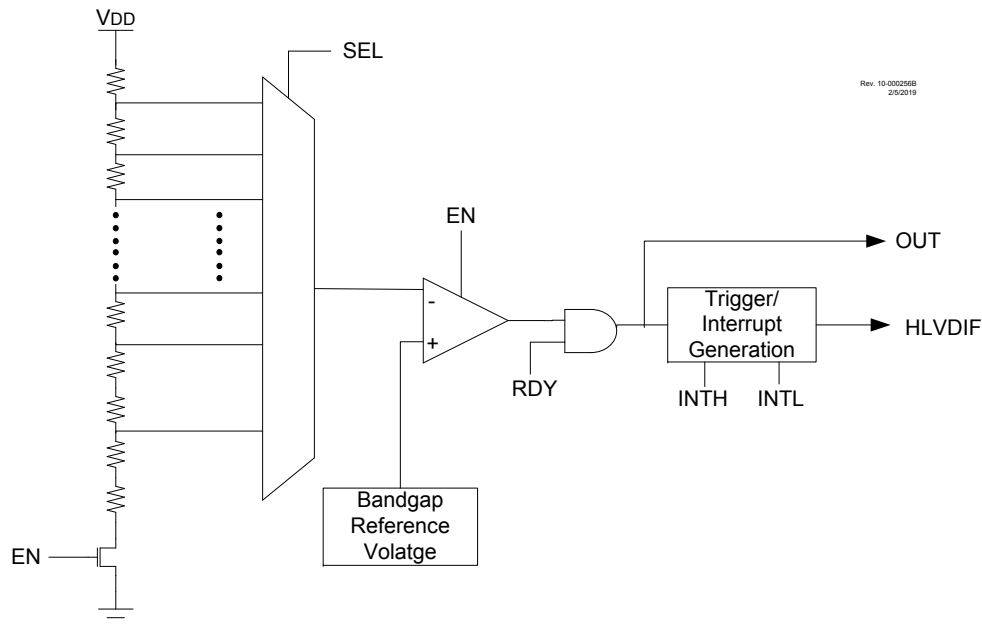 VDD
SEL
Rev. 10-000256B
2/5/2019
EN
OUT
-
+
Trigger/
Interrupt
Generation
HLVDIF
RDY
INTH
INTL
Bandgap
Reference
Volatge
EN